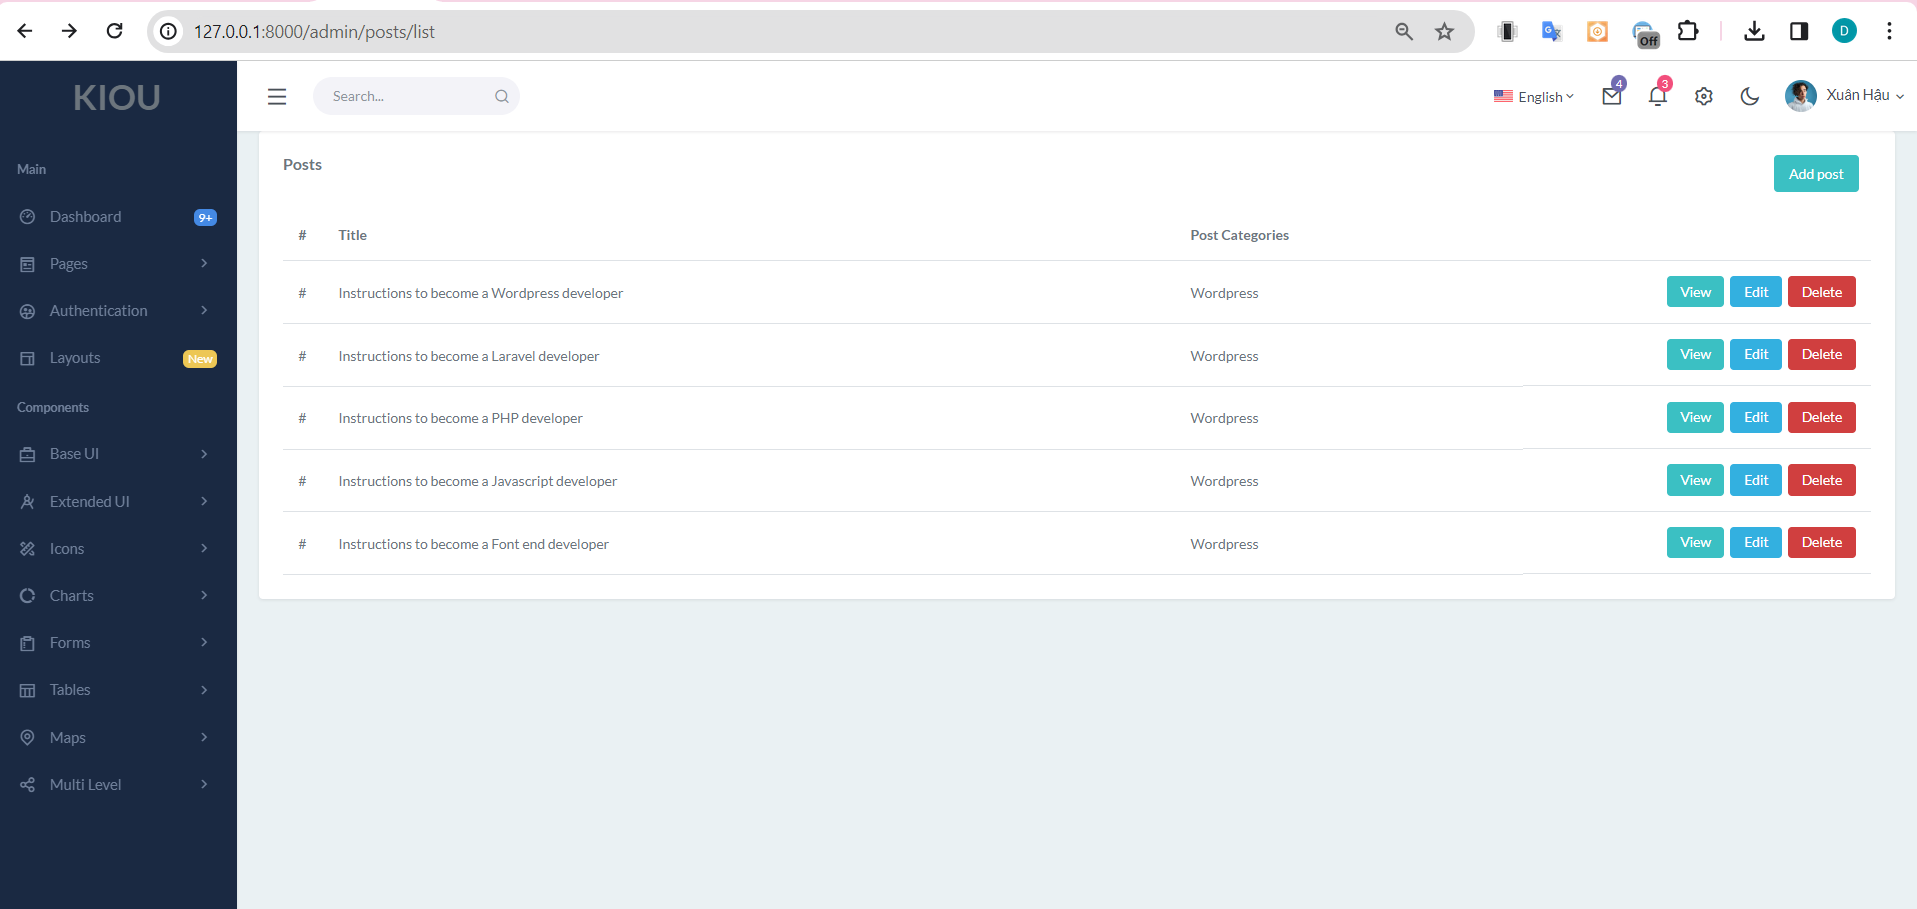 127.0.0.1:8000/admin/posts/list
Off
D
KIOU
Search...
English
4
3
Xuân Hậu
Main
Dashboard 9+
Pages
Authentication
Layouts New
Components
Base UI
Extended UI
Icons
Charts
Forms
Tables
Maps
Multi Level
Posts
Add post
# Title Post Categories
# Instructions to become a Wordpress developer Wordpress View Edit Delete
# Instructions to become a Laravel developer Wordpress View Edit Delete
# Instructions to become a PHP developer Wordpress View Edit Delete
# Instructions to become a Javascript developer Wordpress View Edit Delete
# Instructions to become a Font end developer Wordpress View Edit Delete